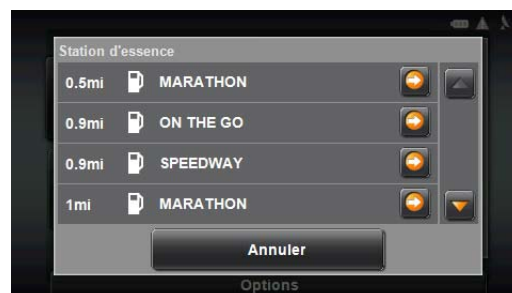 Station d'essence
0.5mi MARATHON
0.9mi ON THE GO
0.9mi SPEEDWAY
1mi MARATHON
Annuler
Options